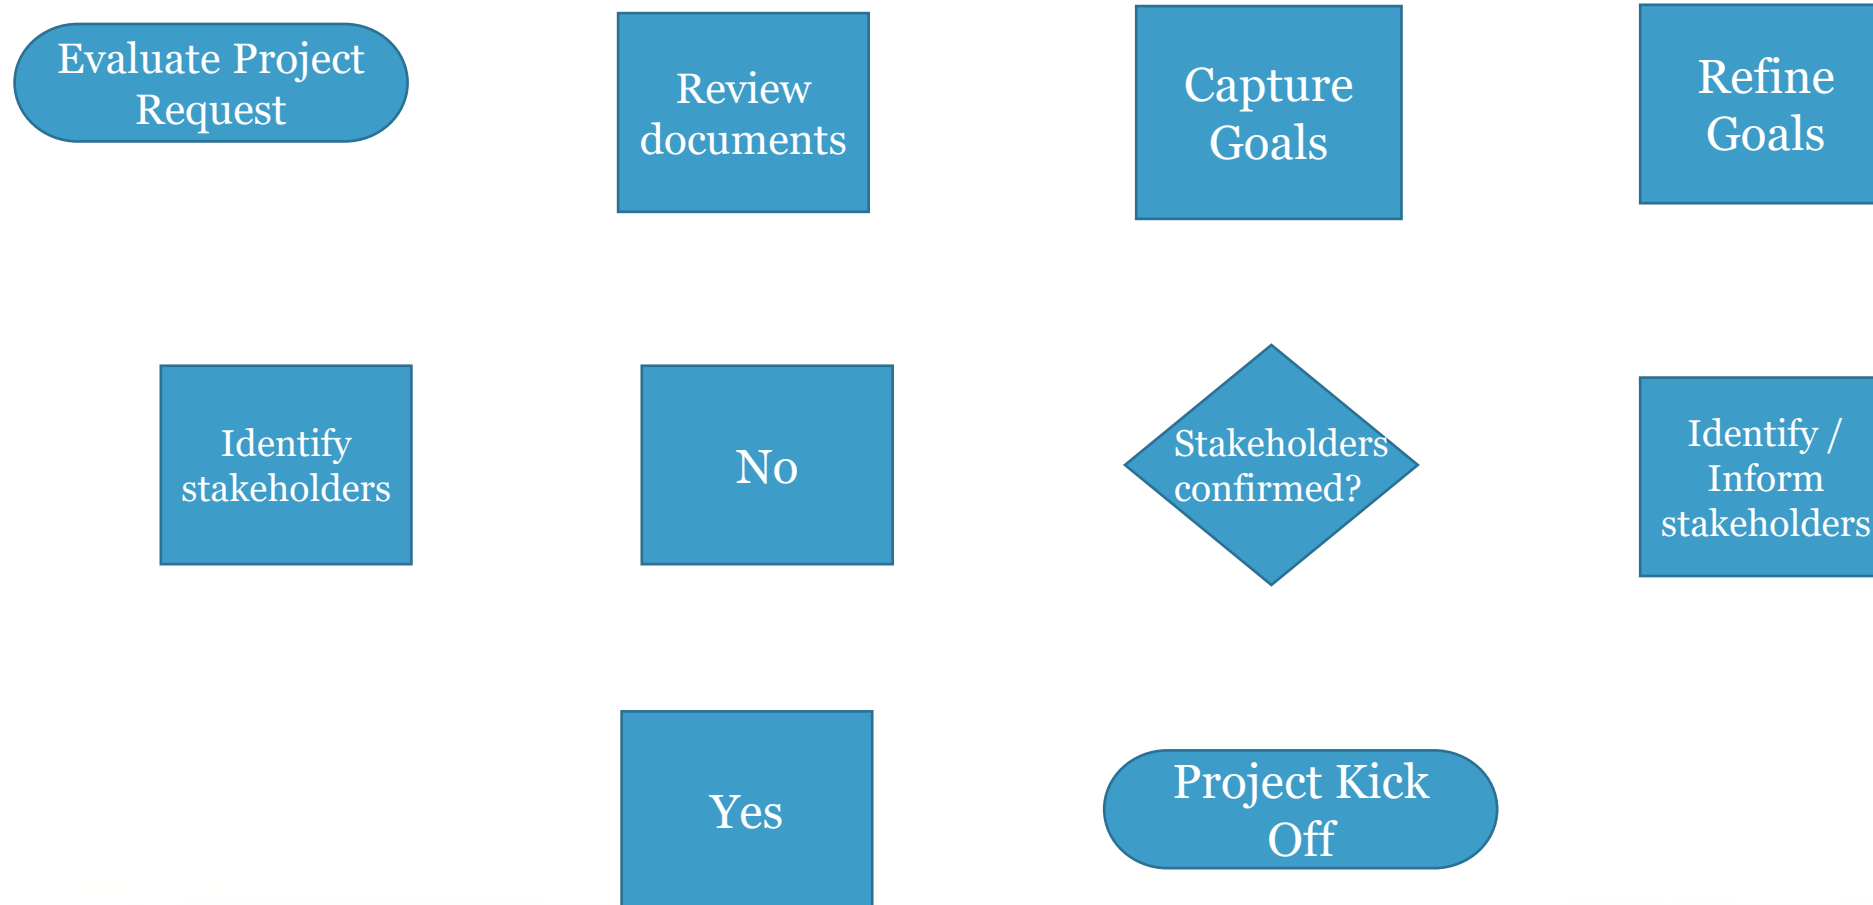 Evaluate Project
Request
Review
documents
Capture
Goals
Refine
Goals
Identify
stakeholders
No
Stakeholders
confirmed?
Identify /
Inform
stakeholders
Yes
Project Kick
Off